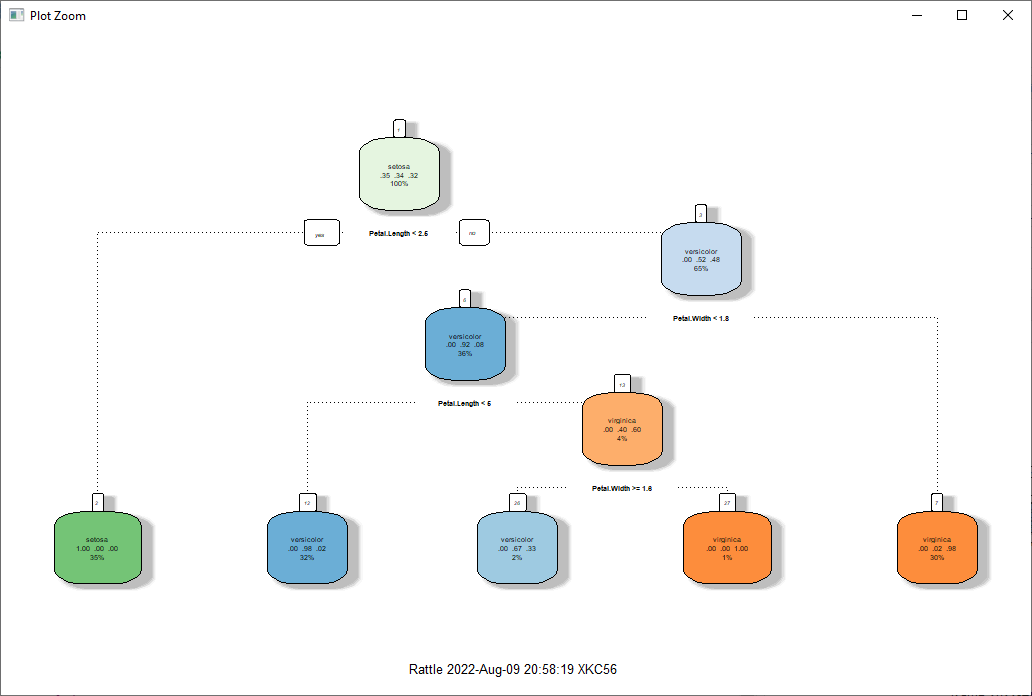 Plot Zoom
1
setosa
.35 .34 .32
100%
yes
Petal.Length < 2.5
no
3
versicolor
.00 .52 .48
65%
Petal.Width < 1.8
6
versicolor
.00 .92 .08
36%
Petal.Length < 5
13
virginica
.00 .40 .60
4%
Petal.Width >= 1.6
2
setosa
1.00 .00 .00
35%
12
versicolor
.00 .98 .02
32%
26
versicolor
.00 .67 .33
2%
27
virginica
.00 .00 1.00
1%
7
virginica
.00 .02 .98
30%
Rattle 2022-Aug-09 20:58:19 XKC56